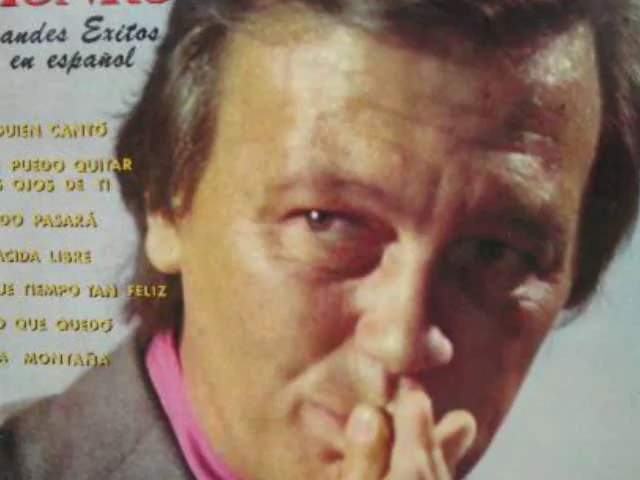 andes Exitos
en español
GUIEN CANTÓ
PUEDO QUITAR
S OJOS DE TI
DO PASARÁ
ACIDA LIBRE
UE TIEMPO TAN FELIZ
O QUE QUEDÓ
A MONTAÑA